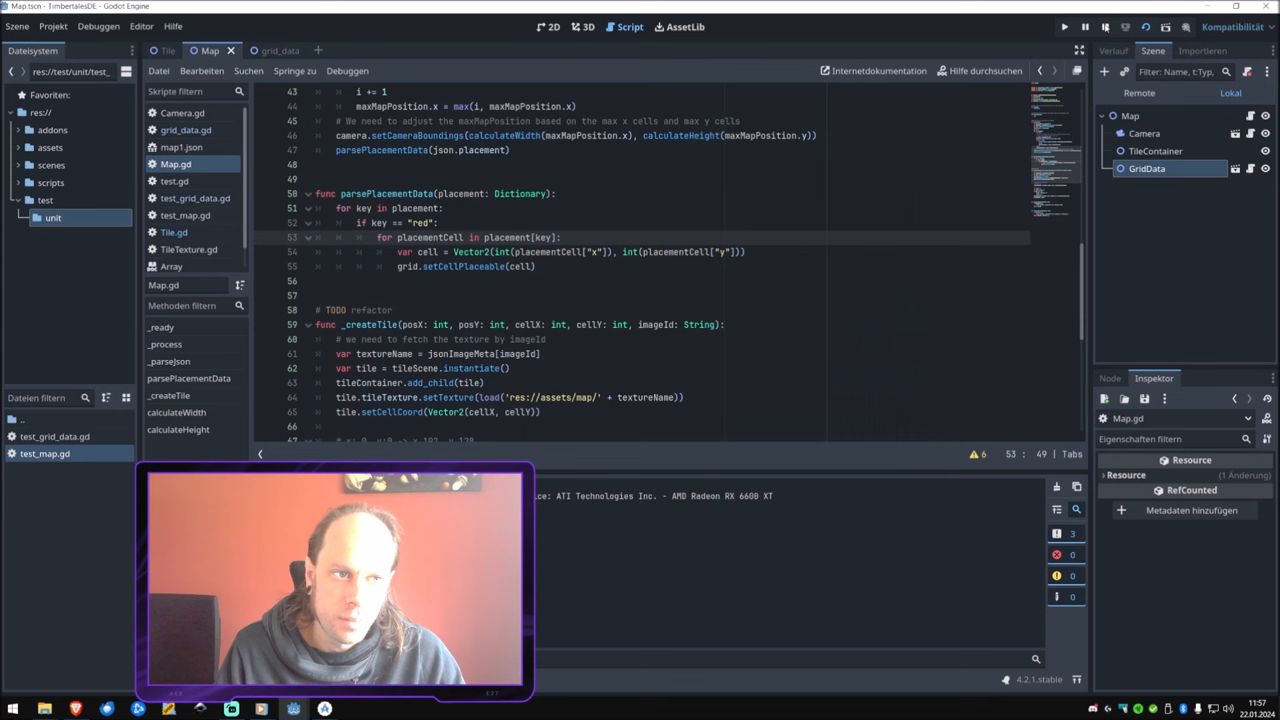 Map.tscn - TimbertalesDE - Godot Engine
Szene Projekt Debuggen Editor Hilfe
2D 3D Script AssetLib
Kompatibilität
Dateisystem
res://test/unit/test_
Favoriten:
res://
addons
assets
scenes
scripts
test
unit
Dateien filtern
..
test_grid_data.gd
test_map.gd
Tile Map grid_data
Datei Bearbeiten Suchen Springe zu Debuggen
Internetdokumentation Hilfe durchsuchen
Skripte filtern
Camera.gd
grid_data.gd
map1.json
Map.gd
test.gd
test_grid_data.gd
test_map.gd
Tile.gd
TileTexture.gd
Array
Map.gd
Methoden filtern
_ready
_process
_parseJson
parsePlacementData
_createTile
calculateWidth
calculateHeight
43 i += 1
44 maxMapPosition.x = max(i, maxMapPosition.x)
45 # We need to adjust the maxMapPosition based on the max x cells and max y cells
46 camera.setCameraBoundings(calculateWidth(maxMapPosition.x), calculateHeight(maxMapPosition.y))
47 parsePlacementData(json.placement)
48
49
50 func parsePlacementData(placement: Dictionary):
51 for key in placement:
52 if key == "red":
53 for placementCell in placement[key]:
54 var cell = Vector2(int(placementCell["x"]), int(placementCell["y"]))
55 grid.setCellPlaceable(cell)
56
57
58 # TODO refactor
59 func _createTile(posX: int, posY: int, cellX: int, cellY: int, imageId: String):
60 # we need to fetch the texture by imageId
61 var textureName = jsonImageMeta[imageId]
62 var tile = tileScene.instantiate()
63 tileContainer.add_child(tile)
64 tile.tileTexture.setTexture(load('res://assets/map/' + textureName))
65 tile.setCellCoord(Vector2(cellX, cellY))
66
67 * x: 0, y:0 -> x 192, y 128
6 53 : 49 Tabs
ice: ATI Technologies Inc. - AMD Radeon RX 6600 XT
3
0
0
0
4.2.1.stable
Verlauf Szene Importieren
Filter: Name, t:Typ,
Remote Lokal
Map
Camera
TileContainer
GridData
Node Inspektor
Map.gd
Eigenschaften filtern
Resource
Resource (1 Änderung)
RefCounted
Metadaten hinzufügen
11:57
22.01.2024